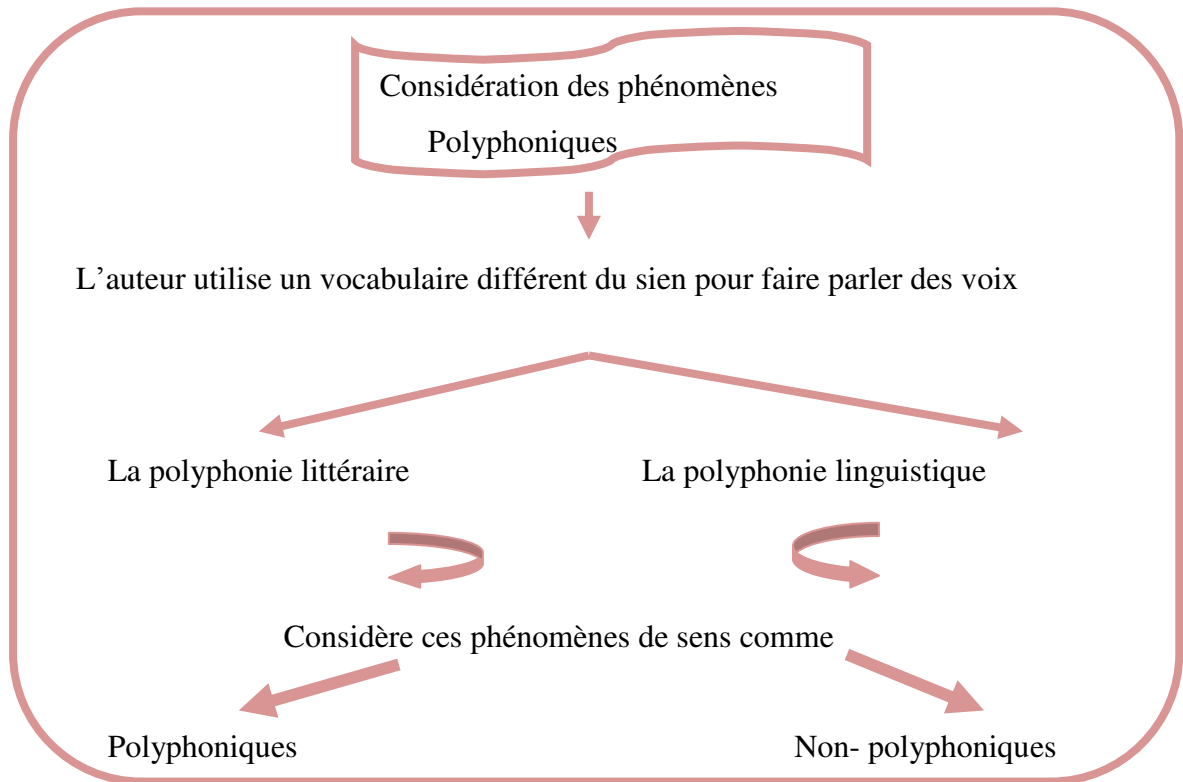 Considération des phénomènes
Polyphoniques
L’auteur utilise un vocabulaire différent du sien pour faire parler des voix
La polyphonie littéraire
La polyphonie linguistique
Considère ces phénomènes de sens comme
Polyphoniques
Non- polyphoniques